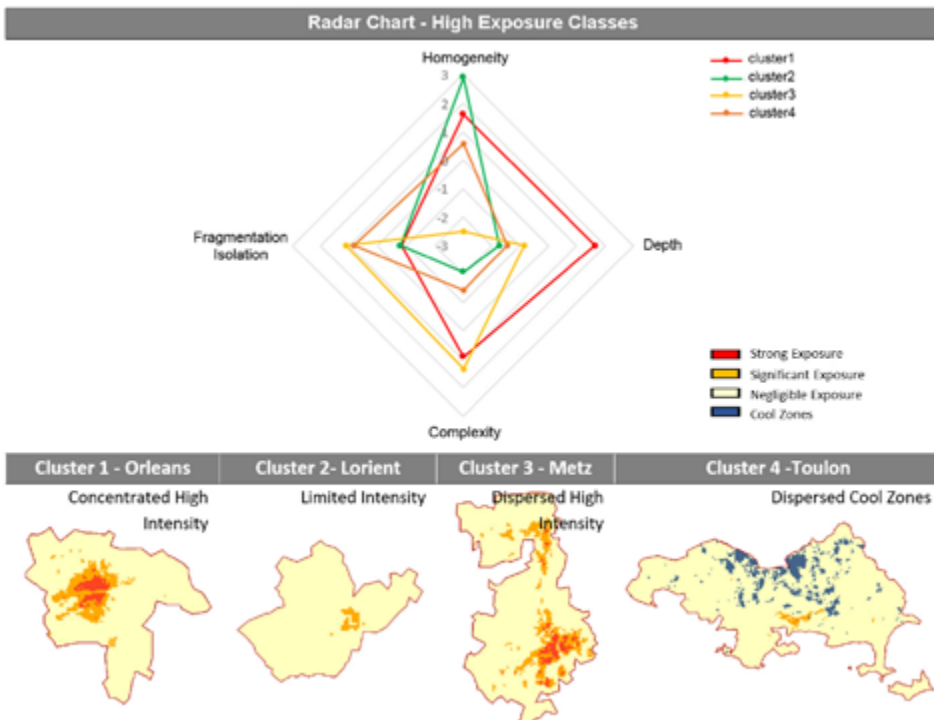 Radar Chart - High Exposure Classes
Homogeneity
cluster1
cluster2
cluster3
cluster4
3
2
1
0
-1
-2
-3
Fragmentation
Isolation
Depth
Complexity
Strong Exposure
Significant Exposure
Negligible Exposure
Cool Zones
Cluster 1 - Orleans
Cluster 2- Lorient
Cluster 3 - Metz
Cluster 4 -Toulon
Concentrated High
Intensity
Limited Intensity
Dispersed High
Intensity
Dispersed Cool Zones